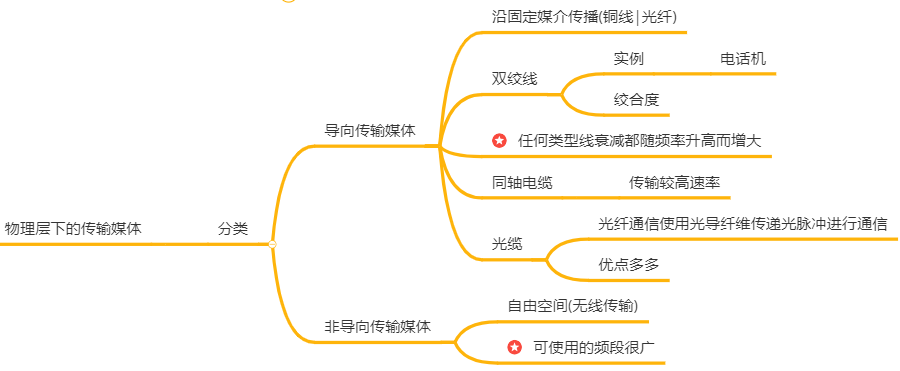 物理层下的传输媒体
分类
导向传输媒体
沿固定媒介传播(铜线|光纤)
双绞线
实例
电话机
绞合度
任何类型线衰减都随频率升高而增大
同轴电缆
传输较高速率
光缆
光纤通信使用光导纤维传递光脉冲进行通信
优点多多
非导向传输媒体
自由空间(无线传输)
可使用的频段很广